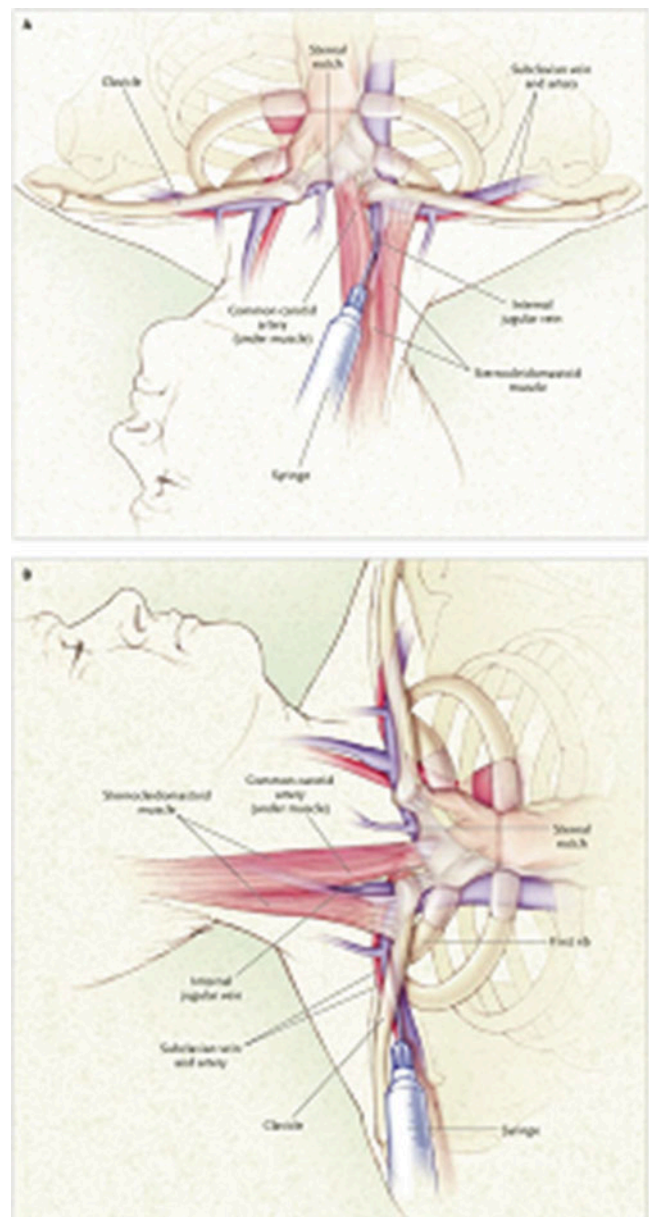 A
Sternal
notch
Clavicle
Subclavian vein
and artery
Common carotid
artery
(under muscle)
Internal
jugular vein
Sternocleidomastoid
muscle
Syringe
B
Sternocleidomastoid
muscle
Common carotid
artery
(under muscle)
Sternal
notch
First rib
Internal
jugular vein
Subclavian vein
and artery
Clavicle
Syringe